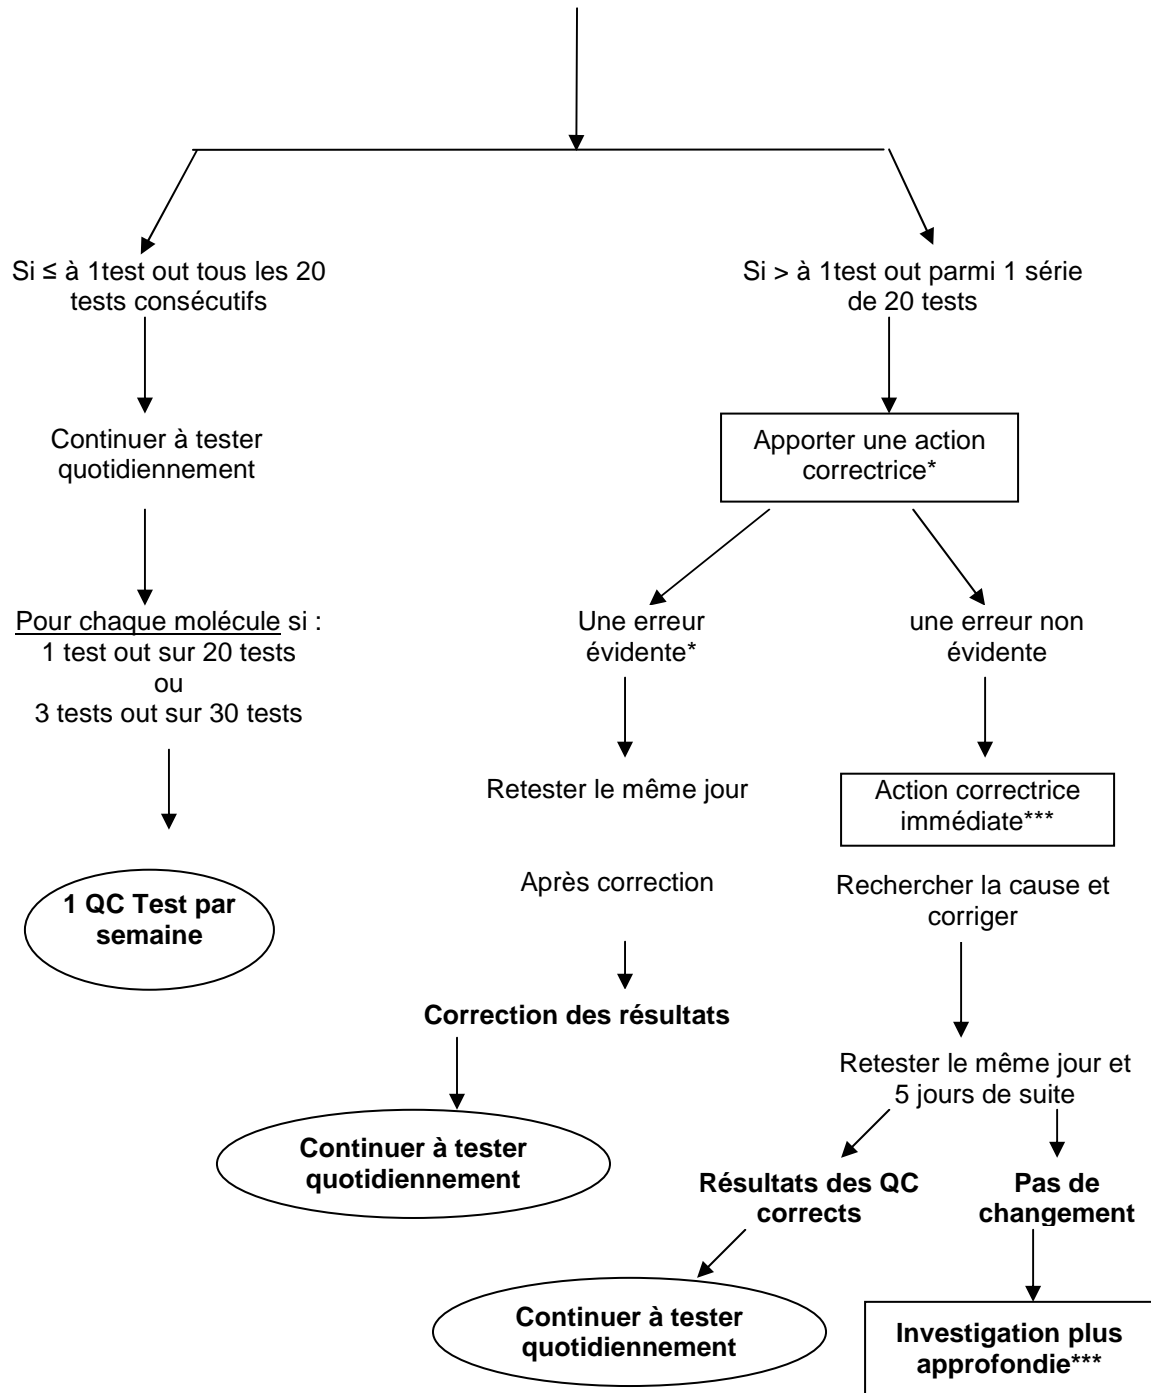 Si ≤ à 1test out tous les 20
tests consécutifs
Si > à 1test out parmi 1 série
de 20 tests
Continuer à tester
quotidiennement
Apporter une action
correctrice*
Pour chaque molécule si :
1 test out sur 20 tests
ou
3 tests out sur 30 tests
Une erreur
évidente*
une erreur non
évidente
Retester le même jour
Action correctrice
immédiate***
1 QC Test par
semaine
Après correction
Rechercher la cause et
corriger
Correction des résultats
Retester le même jour et
5 jours de suite
Continuer à tester
quotidiennement
Résultats des QC
corrects
Pas de
changement
Continuer à tester
quotidiennement
Investigation plus
approfondie***